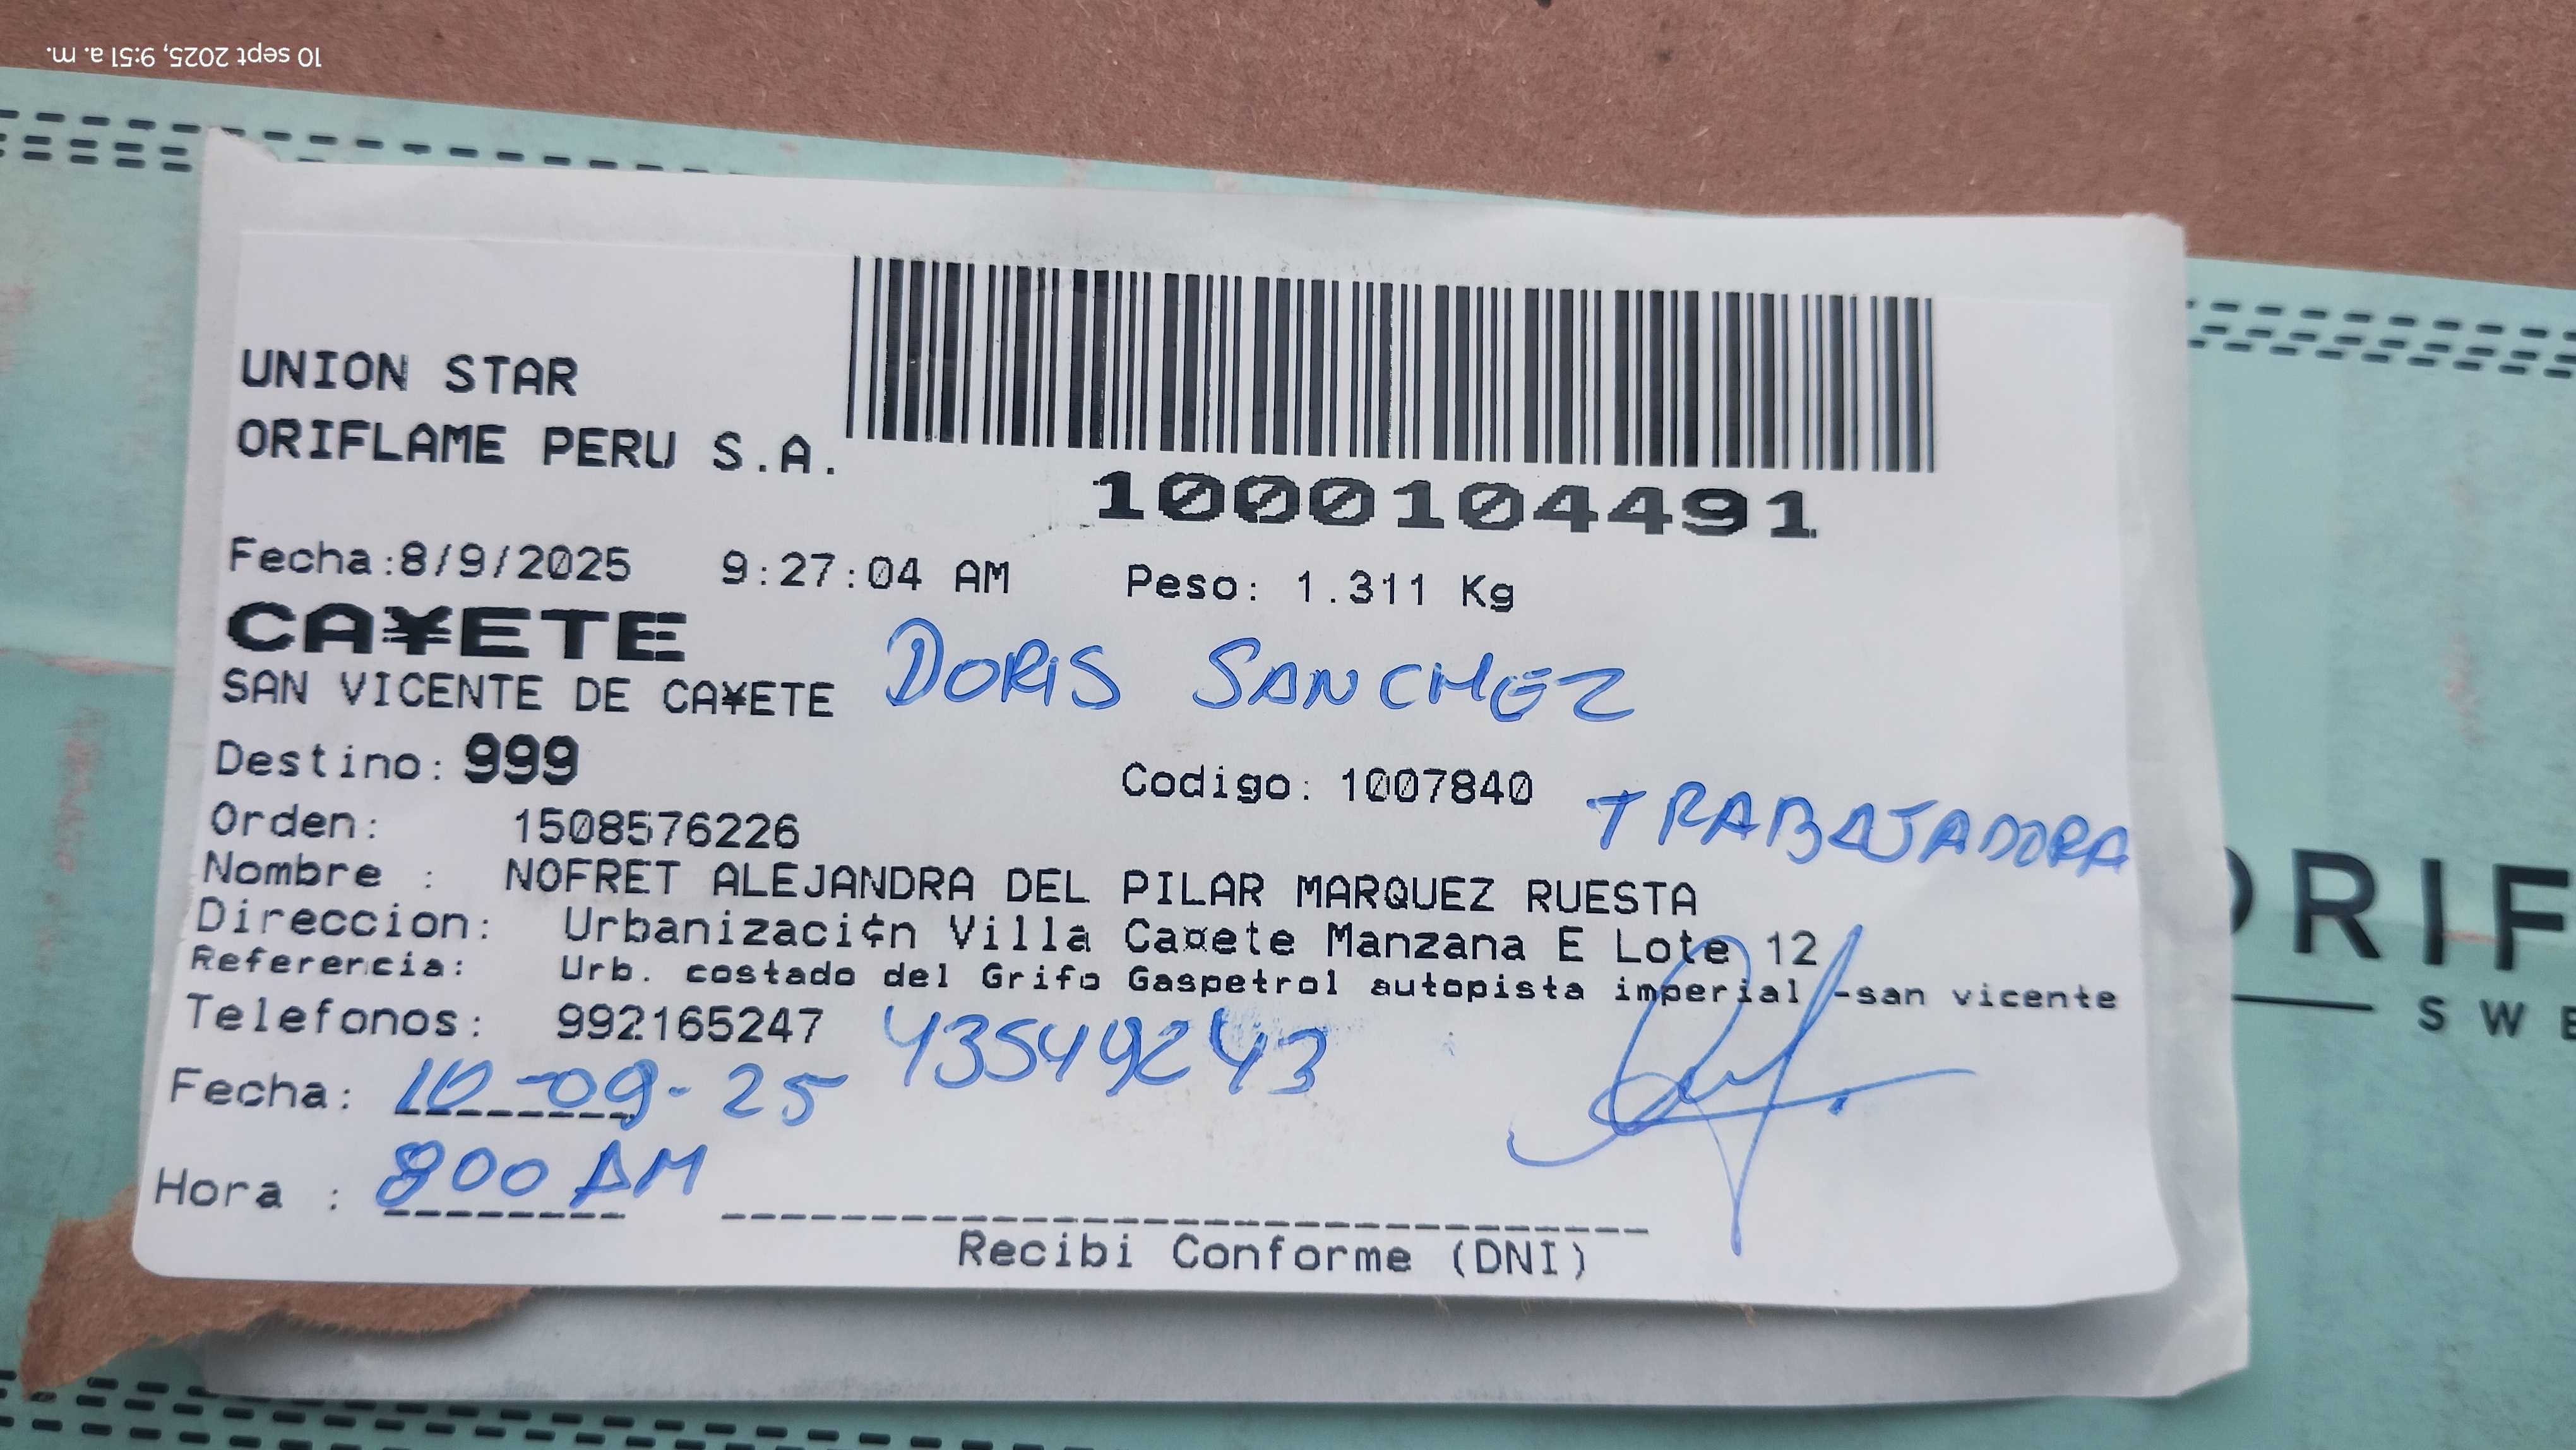 10 sept 2025, 9:51 a. m.
UNION STAR
ORIFLAME PERU S.A.
1000104491
Fecha:8/9/2025 9:27:04 AM Peso: 1.311 Kg
CA¥ETE
SAN VICENTE DE CA¥ETE DORIS SANCHEZ
Destino: 999 Codigo: 1007840 TRABAJADORA
Orden: 1508576226
Nombre : NOFRET ALEJANDRA DEL PILAR MARQUEZ RUESTA
Direccion: Urbanizaci¢n Villa Ca¤ete Manzana E Lote 12
Referencia: Urb. costado del Grifo Gaspetrol autopista imperial -san vicente
Telefonos: 992165247 43549243
Fecha: 10-09-25
Hora : 800 AM
Recibi Conforme (DNI)
ORIF
SWE